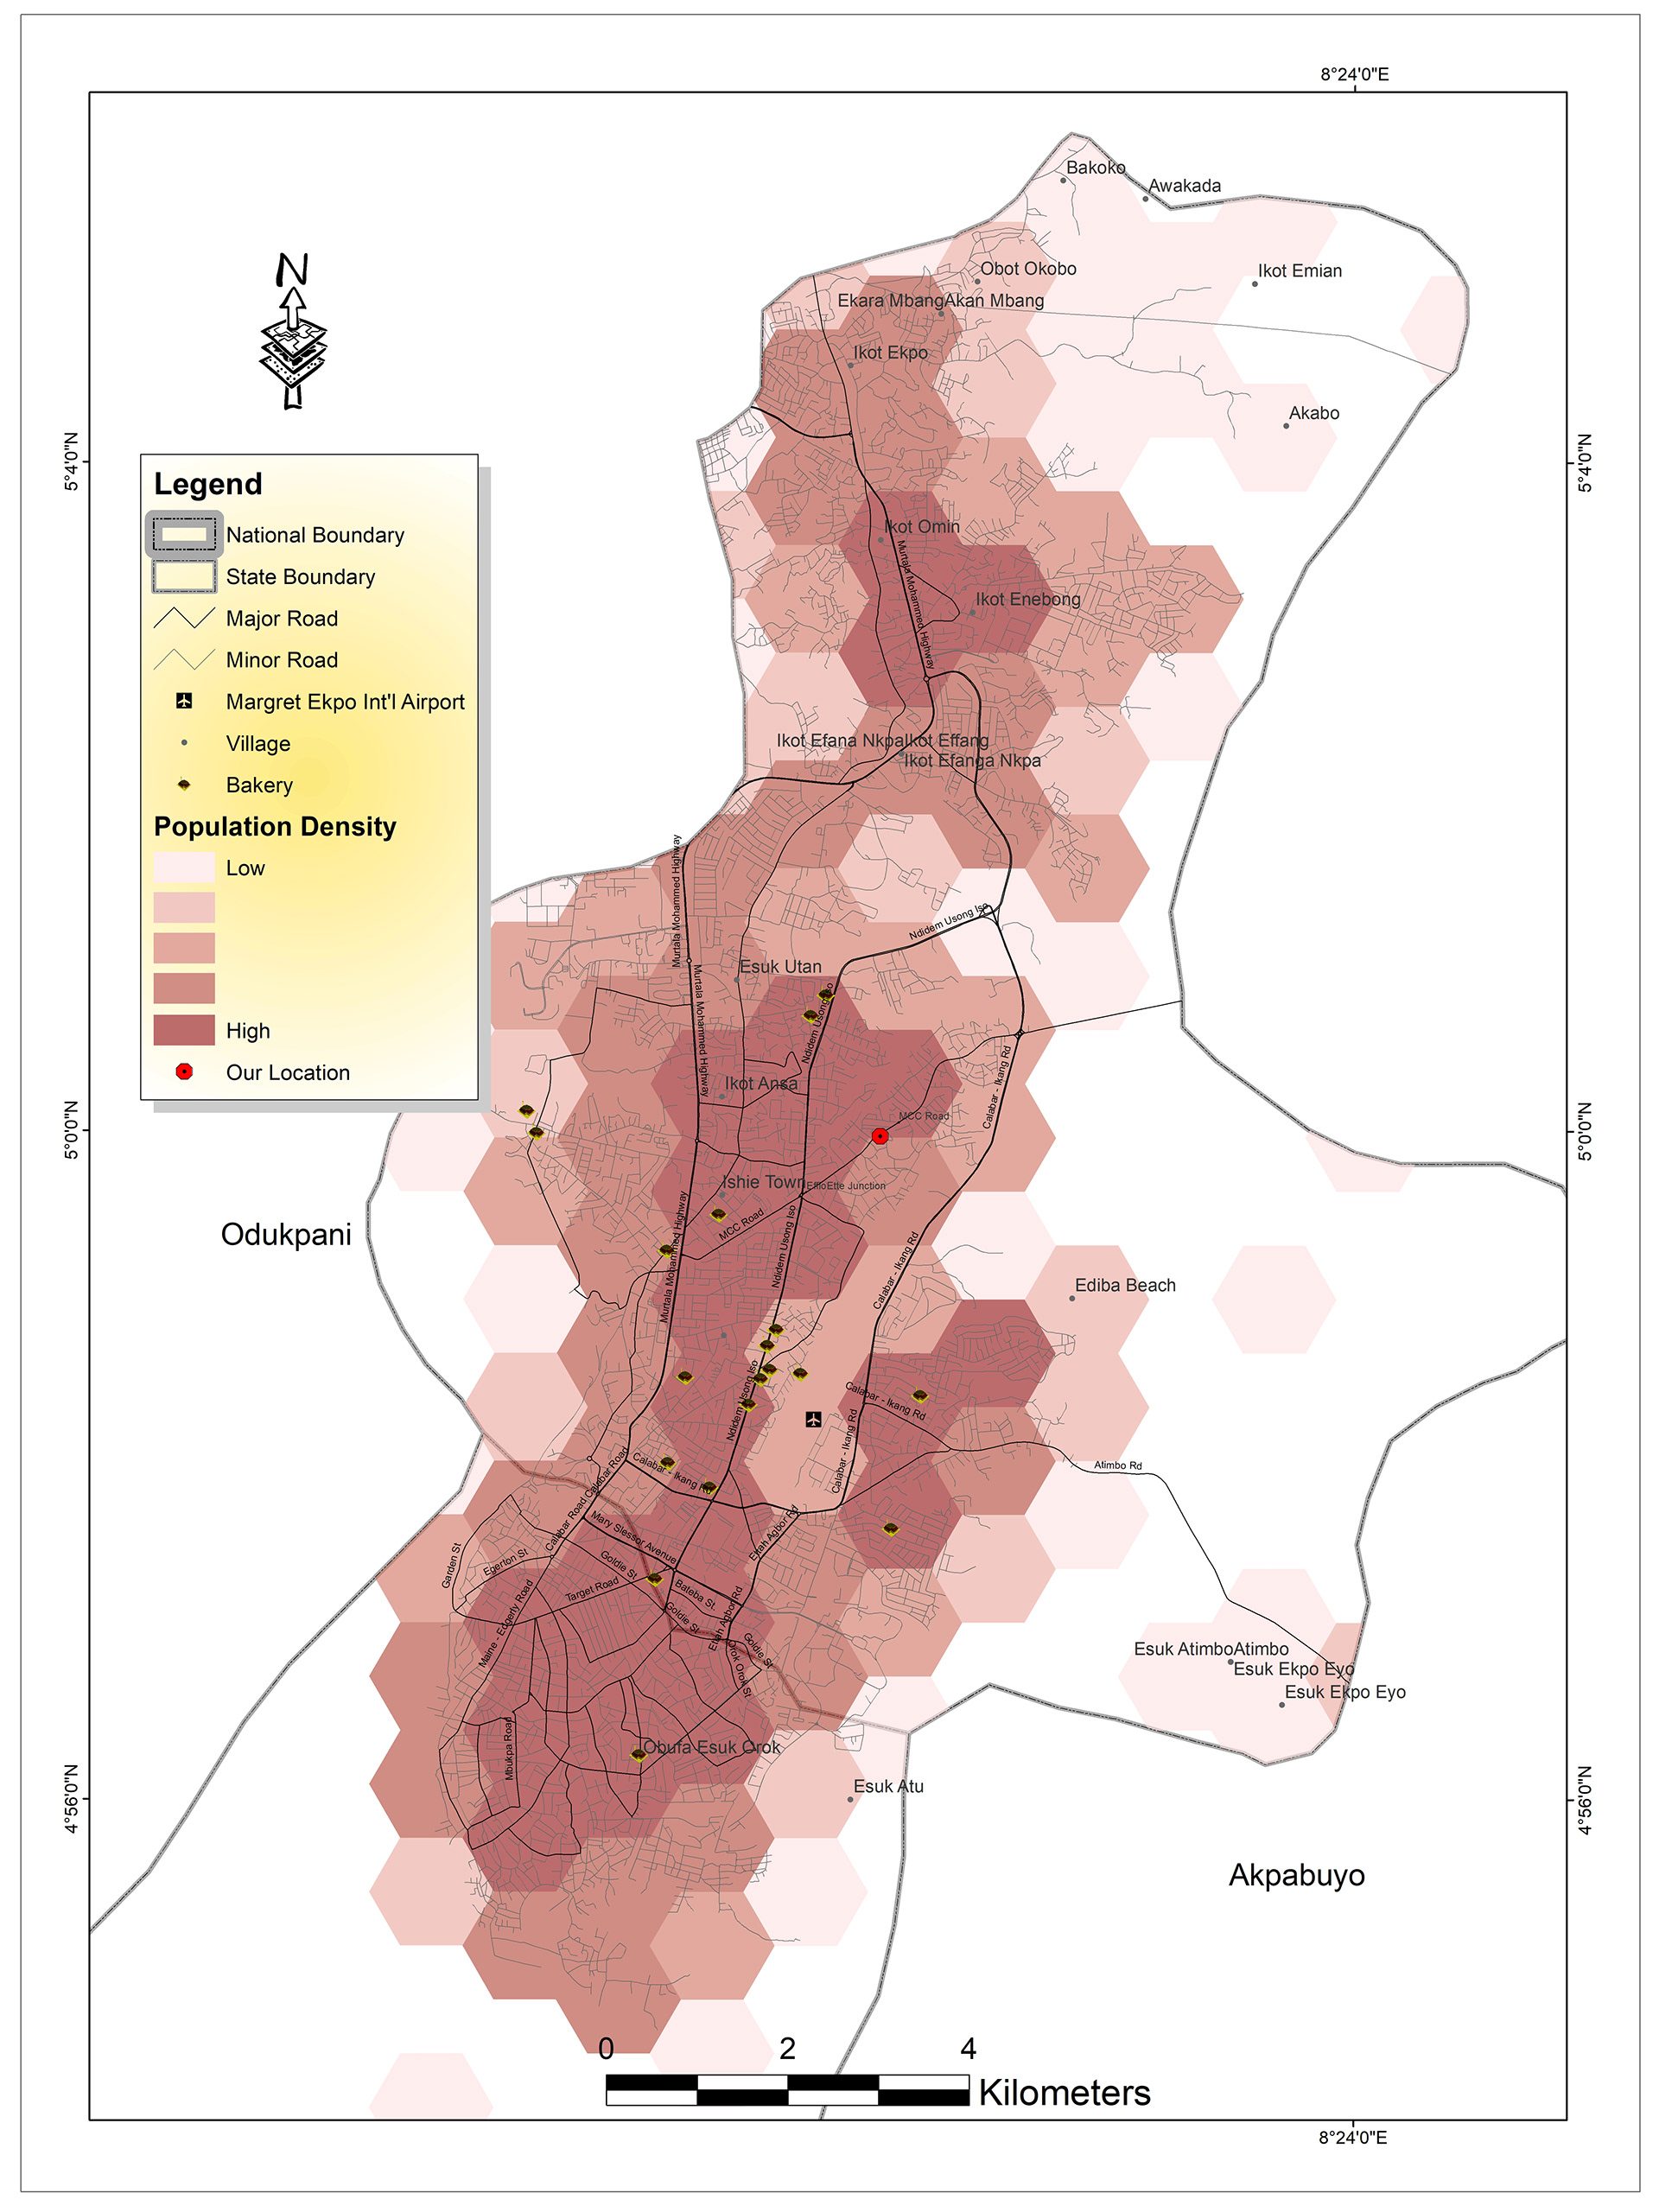 8°24'0"E
Bakoko
Awakada
N
Obot Okobo
Ikot Emian
Ekara MbangAkan Mbang
Ikot Ekpo
Akabo
5°4'0"N
5°4'0"N
Legend
National Boundary
State Boundary
Major Road
Minor Road
Margret Ekpo Int'l Airport
Village
Bakery
Population Density
Low
High
Our Location
Ikot Omin
Murtala Mohammed Highway
Ikot Enebong
Ikot Efana NkpaIkot Effang
Ikot Efanga Nkpa
Murtala Mohammed Highway
Ndidem Usong Iso
Esuk Utan
Murtala Mohammed Highway
Ndidem Usong Iso
Ikot Ansa
Calabar - Ikang Rd
MCC Road
5°0'0"N
5°0'0"N
Ishie Town
EffioEtte Junction
MCC Road
Odukpani
Murtala Mohammed Highway
Ndidem Usong Iso
Calabar - Ikang Rd
Ediba Beach
Ndidem Usong Iso
Calabar - Ikang Rd
Calabar - Ikang Rd
Calabar - Ikang Rd
Atimbo Rd
Calabar Road
Calabar Road
Mary Slessor Avenue
Ettah Agbor Rd
Garden St
Egerton St
Goldie St
Target Road
Bateba St.
Maine - Edgerly Road
Goldie St
Ettah Agbor Rd
Goldie St
Orok Orok St
Esuk AtimboAtimbo
Esuk Ekpo Eyo
Esuk Ekpo Eyo
Mbukpa Road
Obufa Esuk Orok
Esuk Atu
4°56'0"N
4°56'0"N
Akpabuyo
0 2 4
Kilometers
8°24'0"E